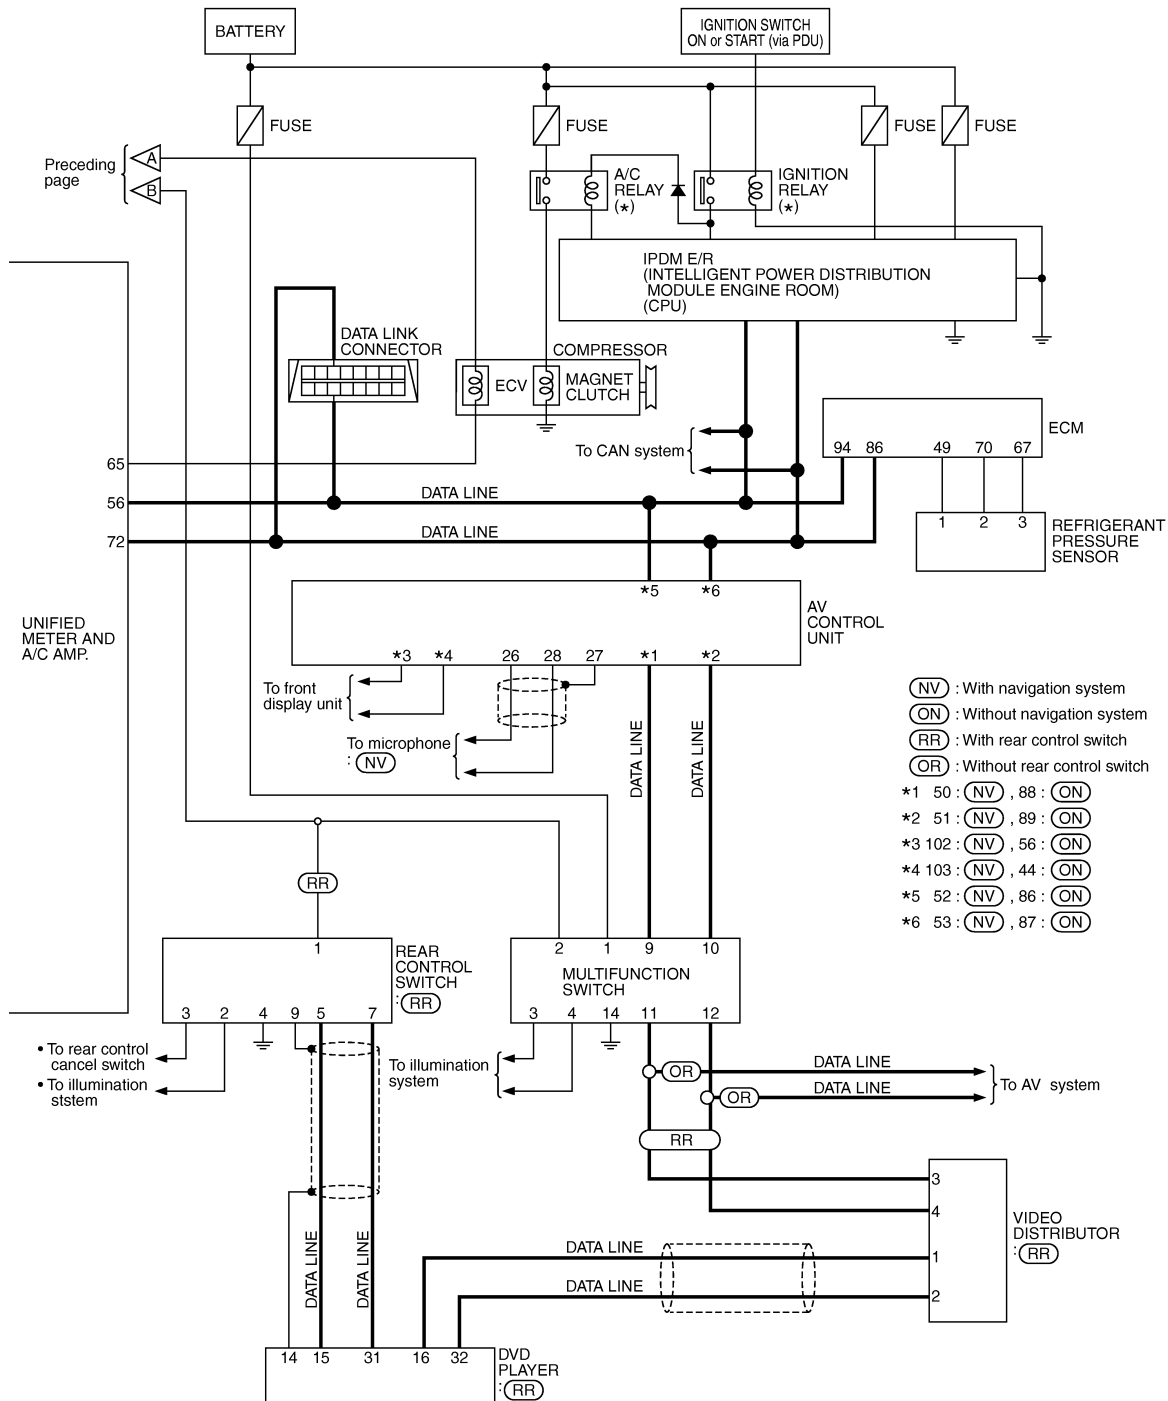 BATTERY
IGNITION SWITCH
ON or START (via PDU)
FUSE
FUSE
FUSE
FUSE
Preceding
page
A
B
A/C
RELAY
(*)
IGNITION
RELAY
(*)
IPDM E/R
(INTELLIGENT POWER DISTRIBUTION
MODULE ENGINE ROOM)
(CPU)
DATA LINK
CONNECTOR
COMPRESSOR
ECV
MAGNET
CLUTCH
To CAN system
ECM
94 86 49 70 67
1 2 3
REFRIGERANT
PRESSURE
SENSOR
65
56
DATA LINE
72
DATA LINE
UNIFIED
METER AND
A/C AMP.
*5 *6
AV
CONTROL
UNIT
*3 *4 26 28 27 *1 *2
To front
display unit
To microphone
: NV
DATA LINE
DATA LINE
NV : With navigation system
ON : Without navigation system
RR : With rear control switch
OR : Without rear control switch
*1 50 : NV , 88 : ON
*2 51 : NV , 89 : ON
*3 102 : NV , 56 : ON
*4 103 : NV , 44 : ON
*5 52 : NV , 86 : ON
*6 53 : NV , 87 : ON
RR
1
REAR
CONTROL
SWITCH
: RR
3 2 4 9 5 7
2 1 9 10
MULTIFUNCTION
SWITCH
3 4 14 11 12
• To rear control
cancel switch
• To illumination
ststem
To illumination
system
OR
DATA LINE
OR
DATA LINE
To AV system
RR
3
4
1
2
VIDEO
DISTRIBUTOR
: RR
DATA LINE
DATA LINE
DATA LINE
DATA LINE
14 15 31 16 32
DVD
PLAYER
: RR